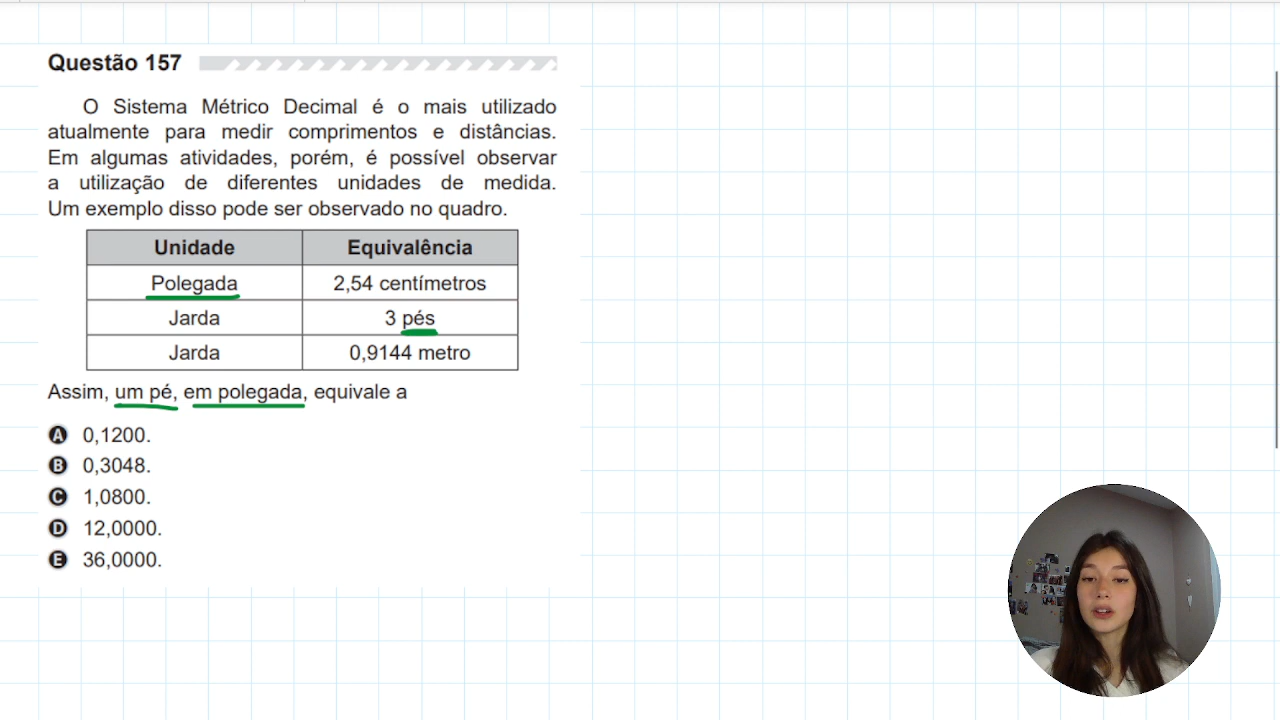 Questão 157
O Sistema Métrico Decimal é o mais utilizado
atualmente para medir comprimentos e distâncias.
Em algumas atividades, porém, é possível observar
a utilização de diferentes unidades de medida.
Um exemplo disso pode ser observado no quadro.
Unidade Equivalência
Polegada 2,54 centímetros
Jarda 3 pés
Jarda 0,9144 metro
Assim, um pé, em polegada, equivale a
A 0,1200.
B 0,3048.
C 1,0800.
D 12,0000.
E 36,0000.